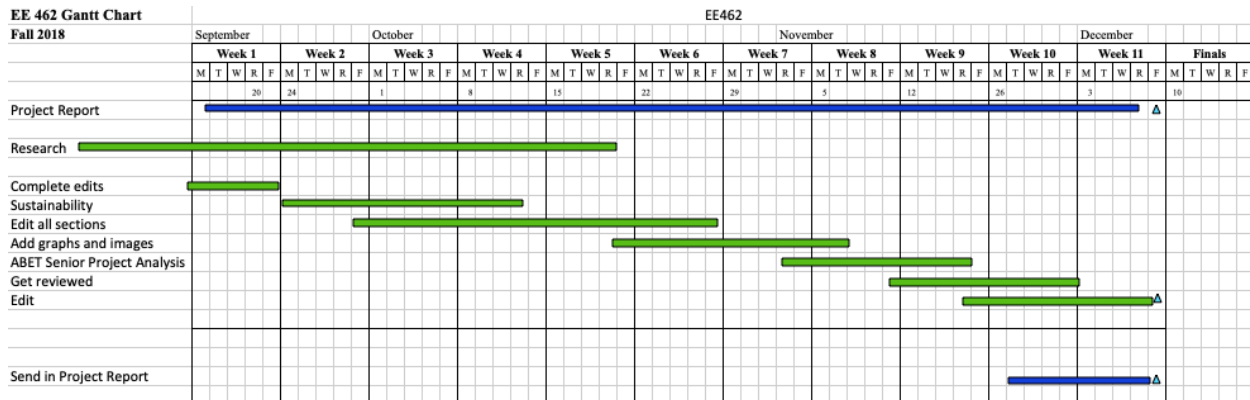 EE 462 Gantt Chart EE462
Fall 2018 September October November December
Week 1 Week 2 Week 3 Week 4 Week 5 Week 6 Week 7 Week 8 Week 9 Week 10 Week 11 Finals
M T W R F M T W R F M T W R F M T W R F M T W R F M T W R F M T W R F M T W R F M T W R F M T W R F M T W R F M T W R F
20 24 1 8 15 22 29 5 12 26 3 10
Project Report
Research
Complete edits
Sustainability
Edit all sections
Add graphs and images
ABET Senior Project Analysis
Get reviewed
Edit
Send in Project Report